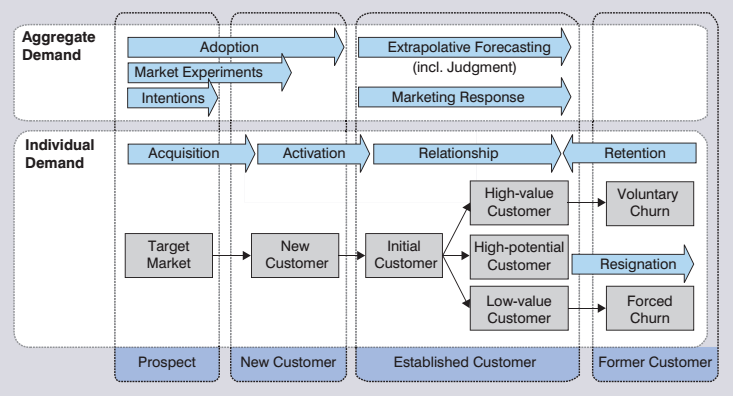 Aggregate
Demand
Adoption
Market Experiments
Intentions
Extrapolative Forecasting
(incl. Judgment)
Marketing Response
Individual
Demand
Acquisition
Activation
Relationship
Retention
Target
Market
New
Customer
Initial
Customer
High-value
Customer
High-potential
Customer
Low-value
Customer
Voluntary
Churn
Resignation
Forced
Churn
Prospect
New Customer
Established Customer
Former Customer